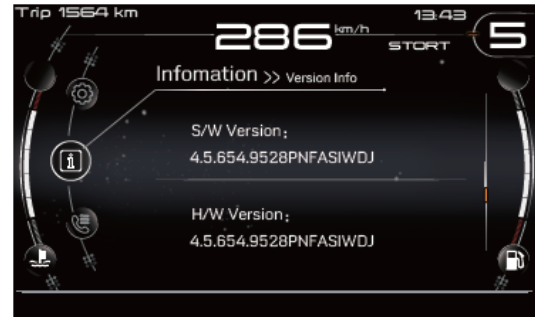 Trip 1564 km
286 km/h
13:43
STORT
5
Infomation >> Version Info
S/W Version;
4.5.654.9528PNFASIWDJ
H/W Version;
4.5.654.9528PNFASIWDJ